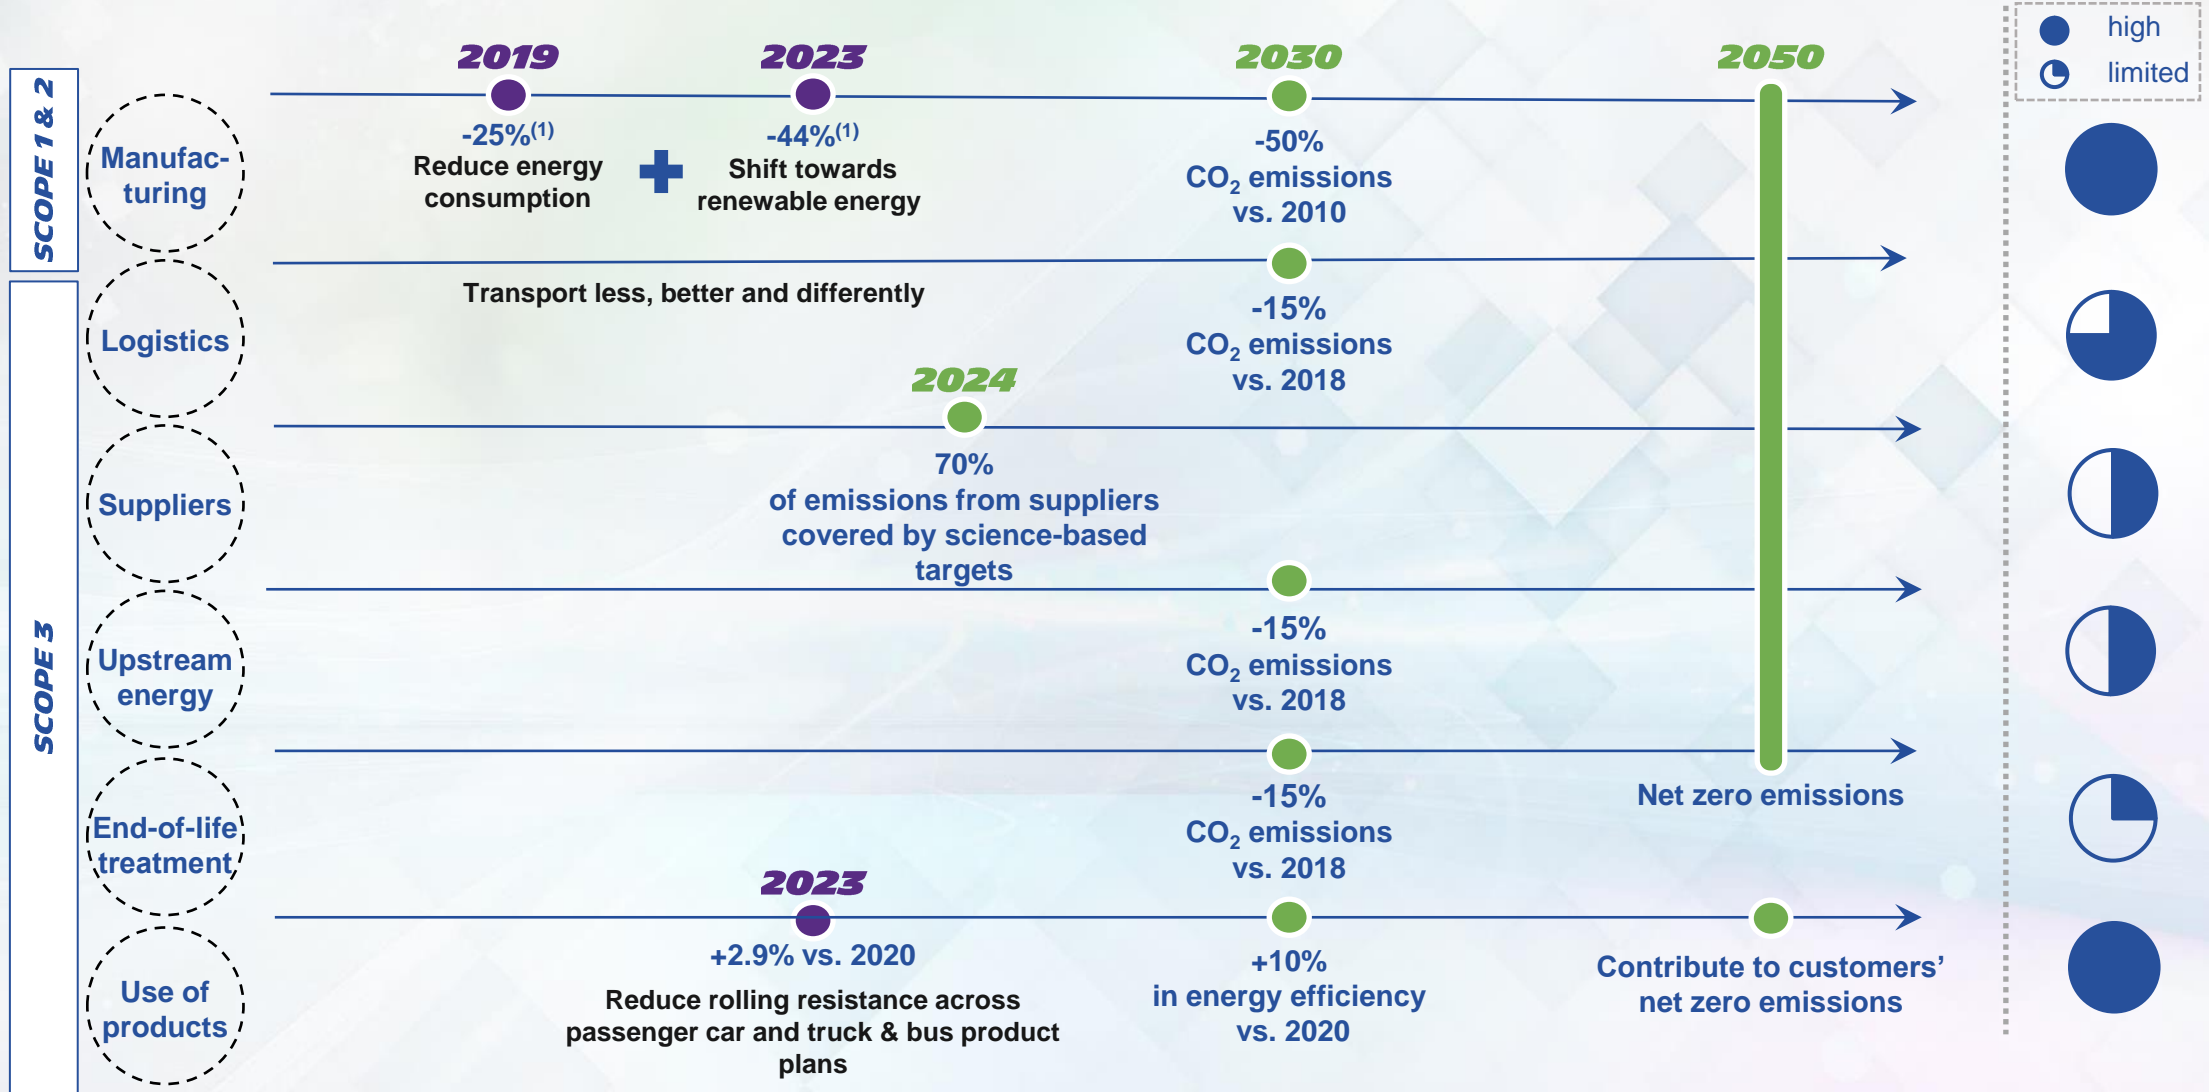 high
limited
2019
2023
2030
2050
SCOPE 1 & 2
Manufac-
turing
-25%(1)
Reduce energy
consumption
-44%(1)
Shift towards
renewable energy
-50%
CO2 emissions
vs. 2010
SCOPE 3
Logistics
Transport less, better and differently
-15%
CO2 emissions
vs. 2018
Suppliers
2024
70%
of emissions from suppliers
covered by science-based
targets
Upstream
energy
-15%
CO2 emissions
vs. 2018
End-of-life
treatment
-15%
CO2 emissions
vs. 2018
Net zero emissions
Use of
products
2023
+2.9% vs. 2020
Reduce rolling resistance across
passenger car and truck & bus product
plans
+10%
in energy efficiency
vs. 2020
Contribute to customers’
net zero emissions